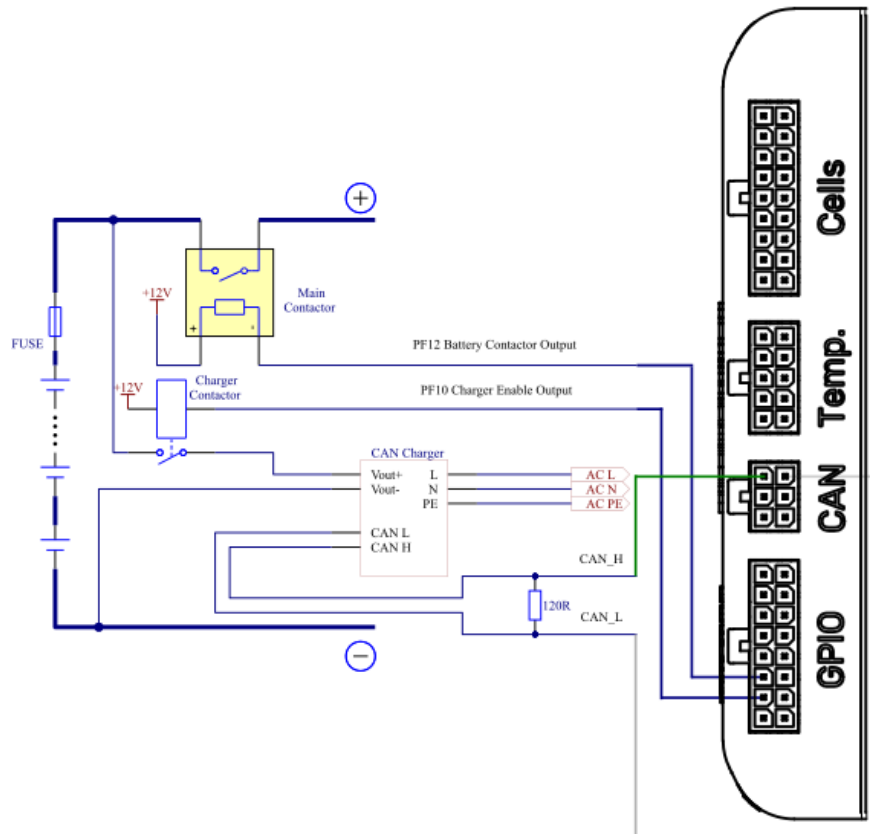 Cells
+
+12V
Main
Contactor
FUSE
PF12 Battery Contactor Output
Temp.
+12V
Charger
Contactor
PF10 Charger Enable Output
CAN Charger
Vout+
L
AC L
Vout-
N
AC N
PE
AC PE
CAN
CAN L
CAN H
CAN_H
120R
CAN_L
GPIO
−